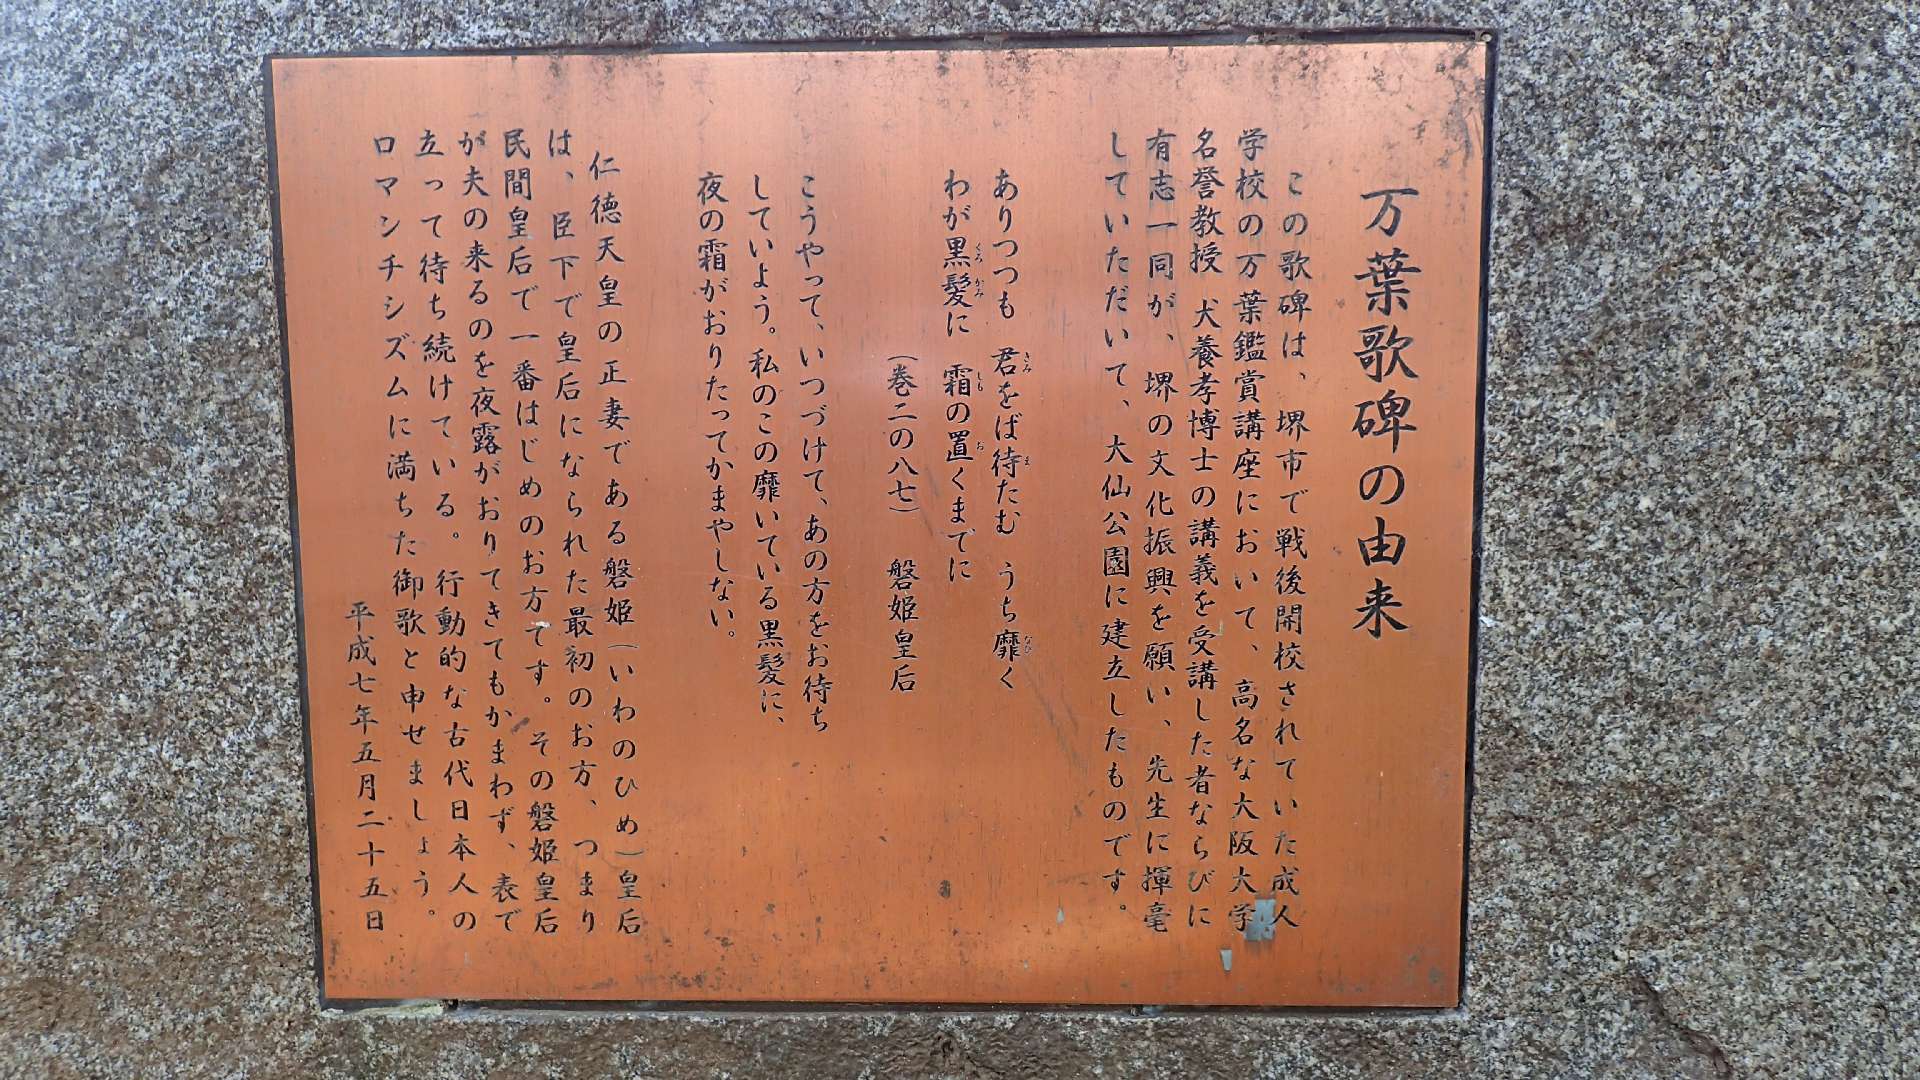 万葉歌碑の由来
この歌碑は、堺市で戦後開校されていた成人
学校の万葉鑑賞講座において、高名な大阪大学
名誉教授 犬養孝博士の講義を受講した者ならびに
有志一同が、堺の文化振興を願い、先生に揮毫
していただいて、大仙公園に建立したものです。
ありつつも 君をば待たむ うち靡く
わが黒髪に 霜の置くまでに
(巻二の八七) 磐姫皇后
こうやって、いつづけて、あの方をお待ち
していよう。私のこの靡いている黒髪に、
夜の霜がおりたってかまやしない。
仁徳天皇の正妻である磐姫(いわのひめ)皇后
は、臣下で皇后になられた最初のお方、つまり
民間皇后で一番はじめのお方です。その磐姫皇后
が夫の来るのを夜露がおりてきてもかまわず、表で
立って待ち続けている。行動的な古代日本人の
ロマンチシズムに満ちた御歌と申せましょう。
平成七年五月二十五日